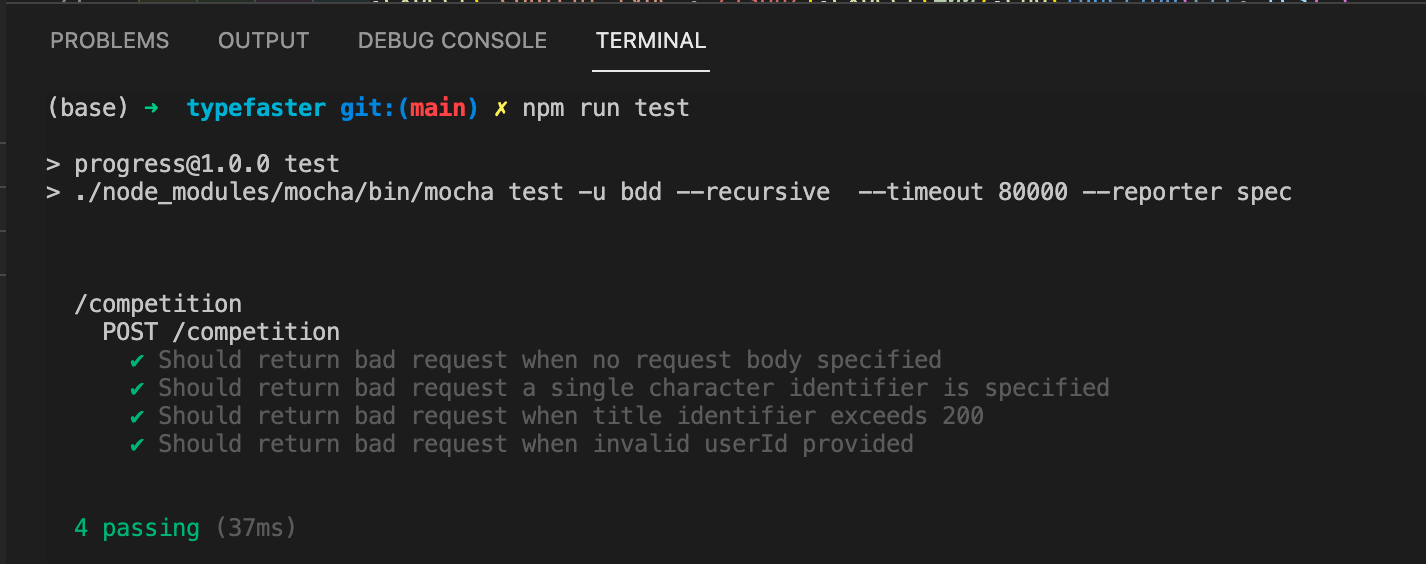 PROBLEMS OUTPUT DEBUG CONSOLE TERMINAL
(base) ➜ typefaster git:(main) ✗ npm run test
> progress@1.0.0 test
> ./node_modules/mocha/bin/mocha test -u bdd --recursive  --timeout 80000 --reporter spec
/competition
POST /competition
✔ Should return bad request when no request body specified
✔ Should return bad request a single character identifier is specified
✔ Should return bad request when title identifier exceeds 200
✔ Should return bad request when invalid userId provided
4 passing (37ms)